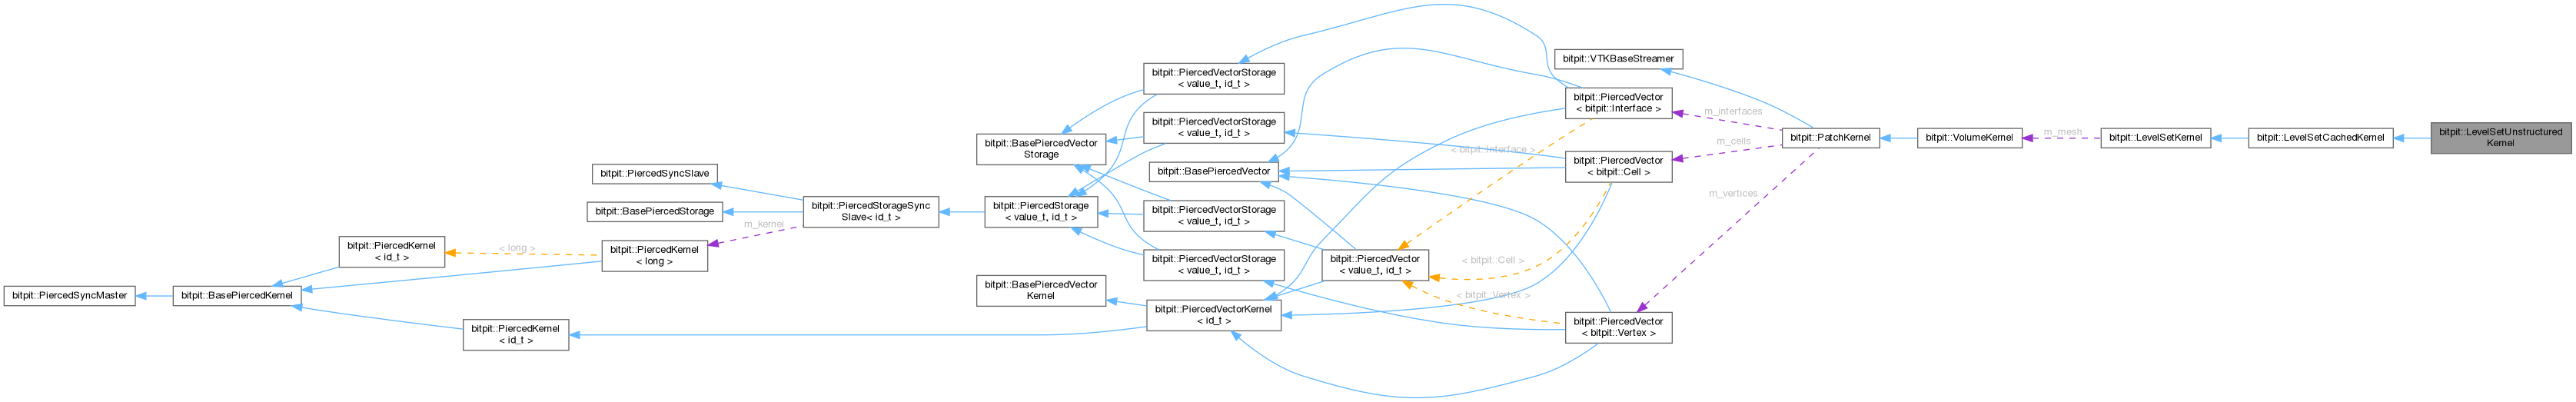 bitpit::PiercedSyncMaster
bitpit::BasePiercedKernel
bitpit::PiercedKernel
< id_t >
< long >
bitpit::PiercedKernel
< id_t >
bitpit::PiercedSyncSlave
bitpit::BasePiercedStorage
bitpit::PiercedKernel
< long >
m_kernel
bitpit::PiercedStorageSync
Slave< id_t >
bitpit::BasePiercedVector
Storage
bitpit::PiercedStorage
< value_t, id_t >
bitpit::BasePiercedVector
Kernel
bitpit::PiercedVectorStorage
< value_t, id_t >
bitpit::PiercedVectorStorage
< value_t, id_t >
bitpit::BasePiercedVector
bitpit::PiercedVectorStorage
< value_t, id_t >
bitpit::PiercedVectorStorage
< value_t, id_t >
bitpit::PiercedVectorKernel
< id_t >
bitpit::PiercedVector
< value_t, id_t >
< bitpit::Interface >
< bitpit::Cell >
< bitpit::Vertex >
bitpit::VTKBaseStreamer
bitpit::PiercedVector
< bitpit::Interface >
bitpit::PiercedVector
< bitpit::Cell >
bitpit::PiercedVector
< bitpit::Vertex >
m_interfaces
m_cells
m_vertices
bitpit::PatchKernel
bitpit::VolumeKernel
m_mesh
bitpit::LevelSetKernel
bitpit::LevelSetCachedKernel
bitpit::LevelSetUnstructured
Kernel